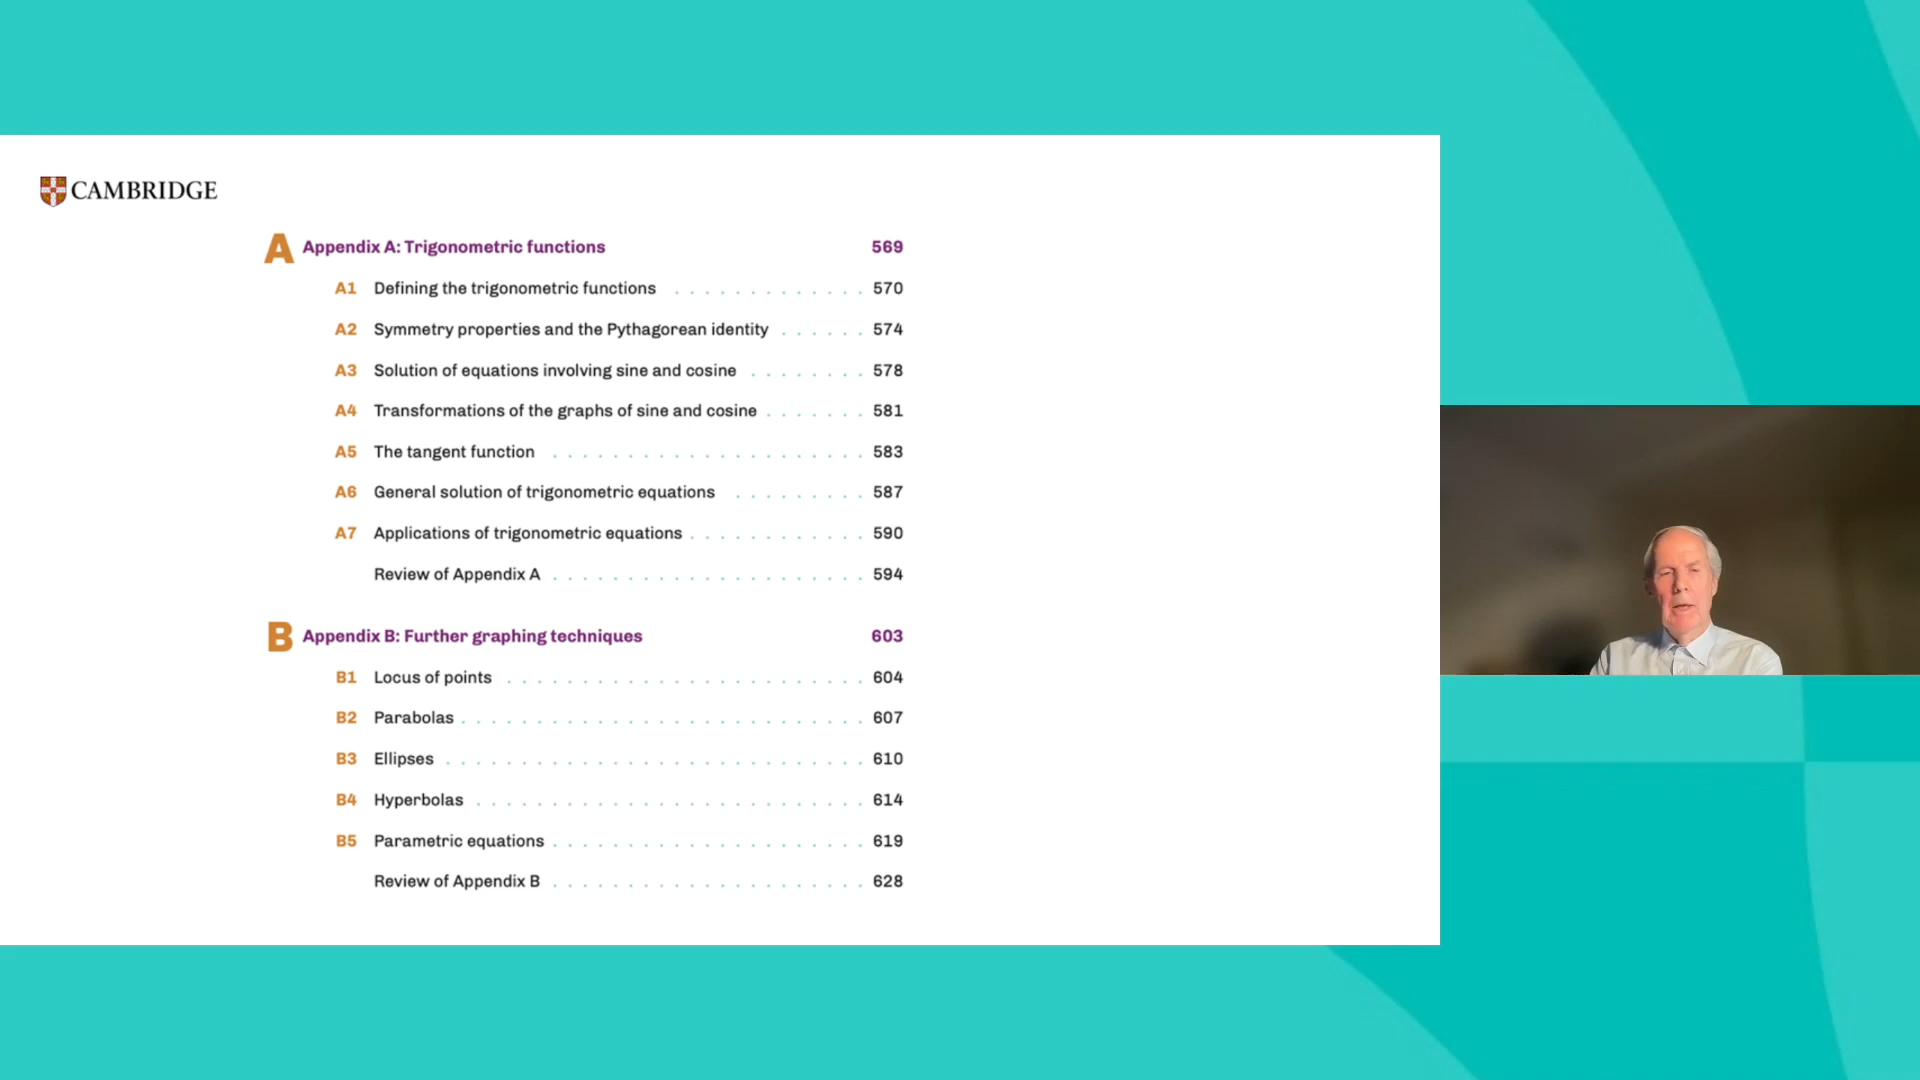 CAMBRIDGE
A Appendix A: Trigonometric functions 569
A1 Defining the trigonometric functions . . . . . . . . . . . . . 570
A2 Symmetry properties and the Pythagorean identity . . . . . . 574
A3 Solution of equations involving sine and cosine . . . . . . . . 578
A4 Transformations of the graphs of sine and cosine . . . . . . . 581
A5 The tangent function . . . . . . . . . . . . . . . . . . . . . 583
A6 General solution of trigonometric equations . . . . . . . . . 587
A7 Applications of trigonometric equations . . . . . . . . . . . . 590
Review of Appendix A . . . . . . . . . . . . . . . . . . . . . 594
B Appendix B: Further graphing techniques 603
B1 Locus of points . . . . . . . . . . . . . . . . . . . . . . . . 604
B2 Parabolas . . . . . . . . . . . . . . . . . . . . . . . . . . . 607
B3 Ellipses . . . . . . . . . . . . . . . . . . . . . . . . . . . . 610
B4 Hyperbolas . . . . . . . . . . . . . . . . . . . . . . . . . . 614
B5 Parametric equations . . . . . . . . . . . . . . . . . . . . . 619
Review of Appendix B . . . . . . . . . . . . . . . . . . . . . 628